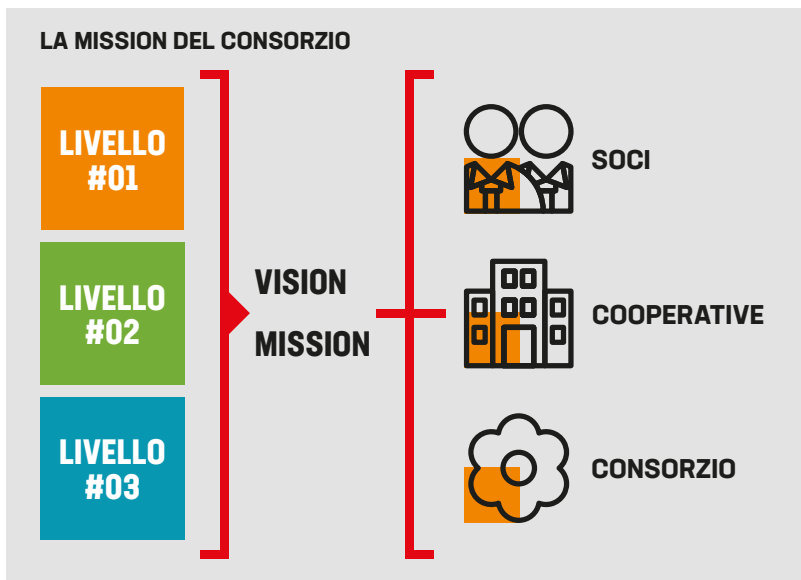 LA MISSION DEL CONSORZIO
LIVELLO
#01
LIVELLO
#02
LIVELLO
#03
VISION
MISSION
SOCI
COOPERATIVE
CONSORZIO